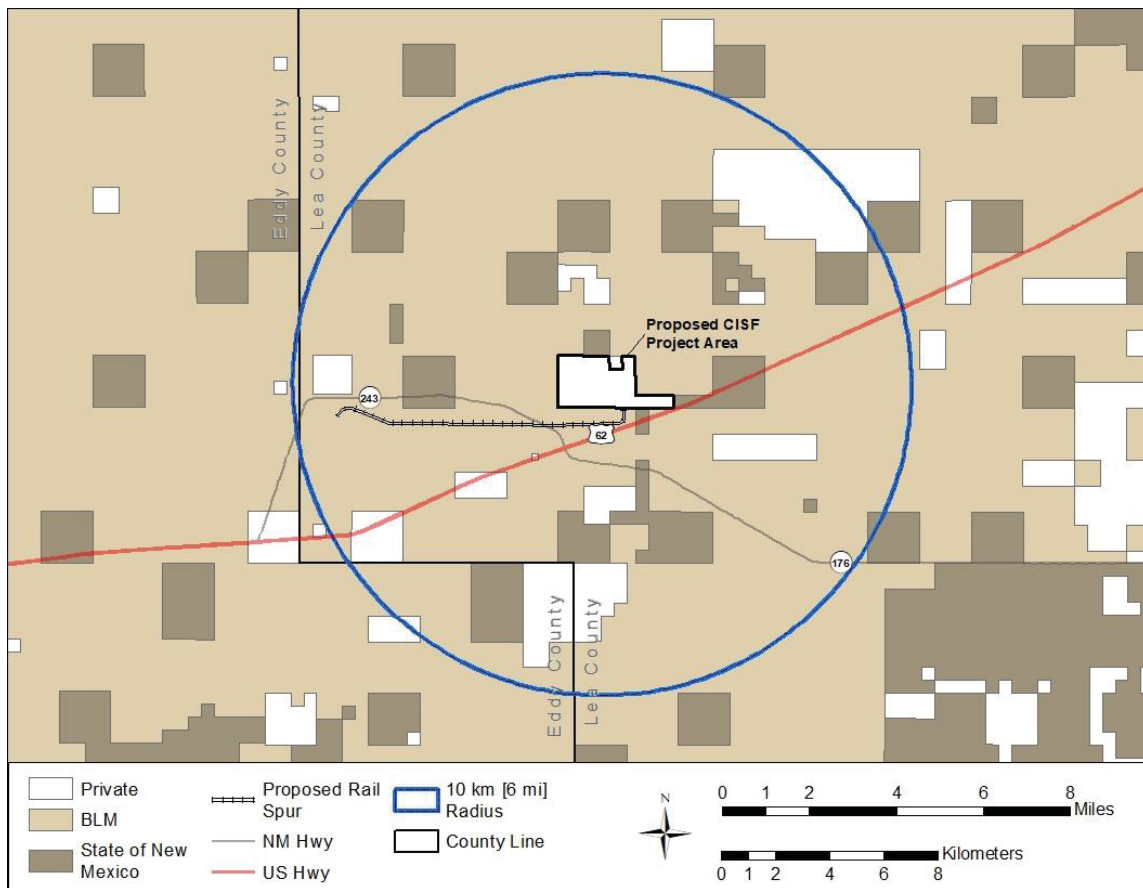 Eddy County
Lea County
Proposed CISF
Project Area
243
62
176
Eddy County
Lea County
Private
BLM
State of New
Mexico
Proposed Rail
Spur
NM Hwy
US Hwy
10 km [6 mi]
Radius
County Line
N
0 1 2 4 6 8
Miles
Kilometers
0 1 2 4 6 8